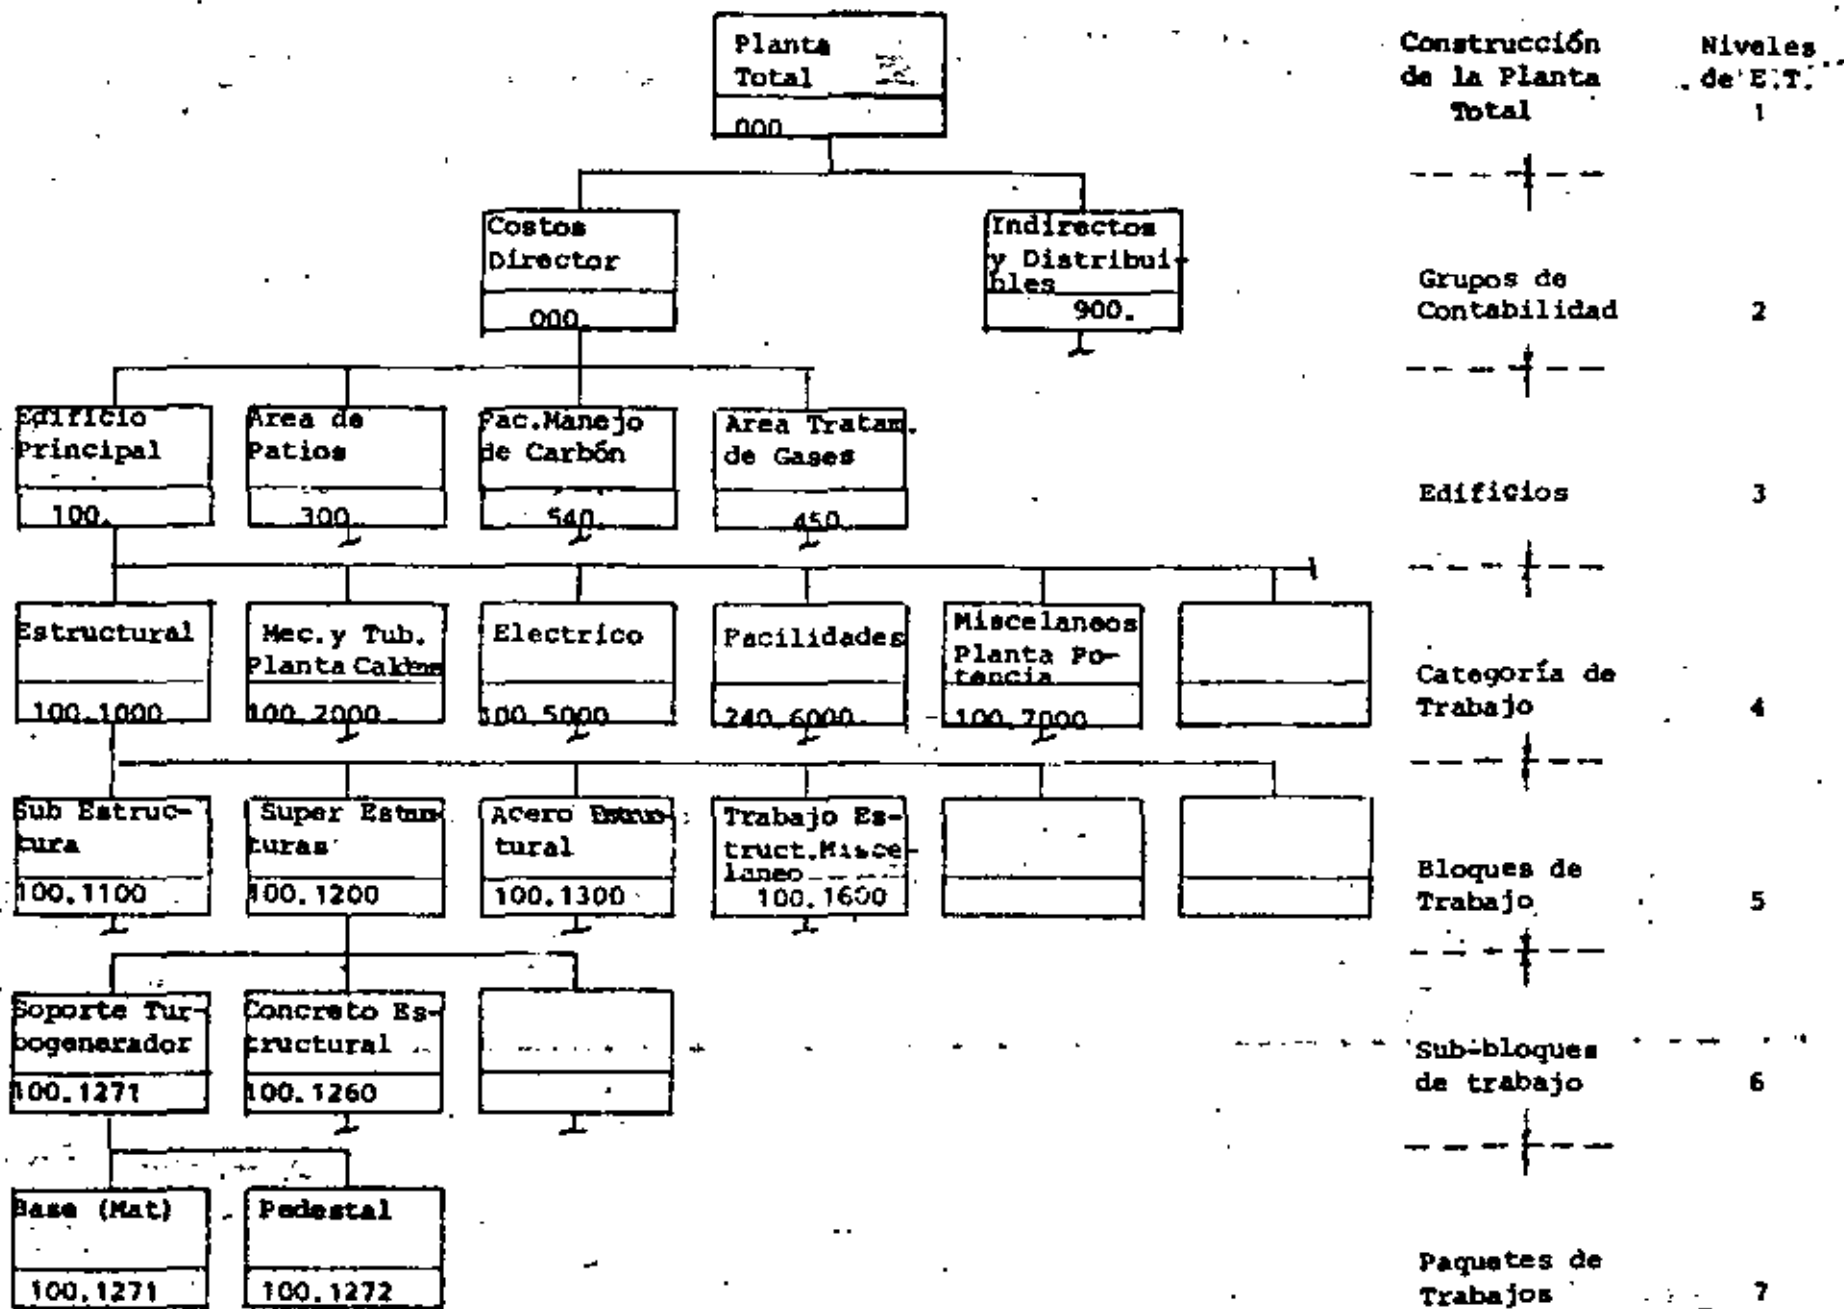 Planta
Total
000
Construcción
de la Planta
Total
Niveles
de E.T.
1
Costos
Director
000.
Indirectos
y Distribui-
bles
900.
Grupos de
Contabilidad
2
Edificio
Principal
100.
Area de
Patios
300.
Fac.Manejo
de Carbón
540.
Area Tratam.
de Gases
450.
Edificios
3
Estructural
100.1000
Mec.y Tub.
Planta
100.2000
Electríco
100.5000
Facilidades
240.6000
Miscelaneos
Planta Po-
tencia
100.7000
Categoría de
Trabajo
4
Sub Estruc-
tura
100.1100
Super Estruc-
turas
100.1200
Acero Estruc-
tural
100.1300
Trabajo Es-
truct.Misce-
laneo
100.1600
Bloques de
Trabajo
5
Soporte Tur-
bogenerador
100.1271
Concreto Es-
tructural
100.1260
Sub-bloques
de trabajo
6
Base (Mat)
100.1271
Pedestal
100.1272
Paquetes de
Trabajos
7